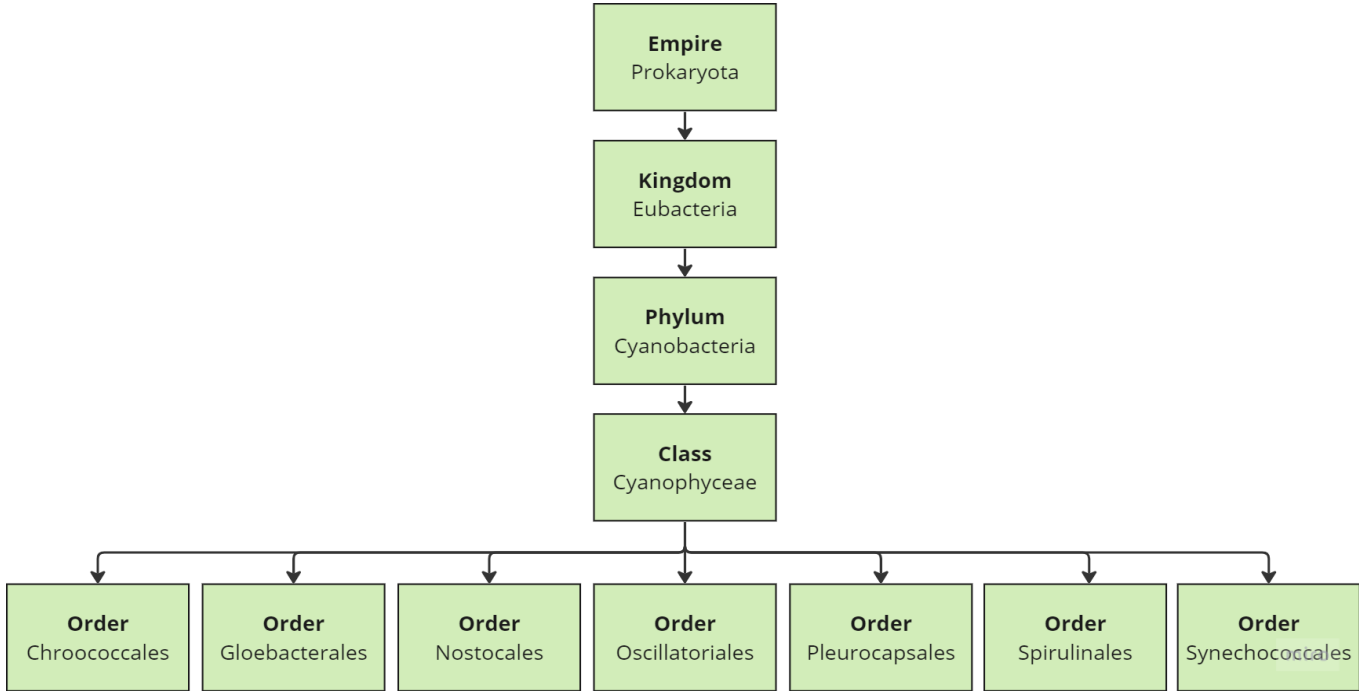 Empire
Prokaryota
Kingdom
Eubacteria
Phylum
Cyanobacteria
Class
Cyanophyceae
Order
Chroococcales
Order
Gloebacterales
Order
Nostocales
Order
Oscillatoriales
Order
Pleurocapsales
Order
Spirulinales
Order
Synechococcales
miro